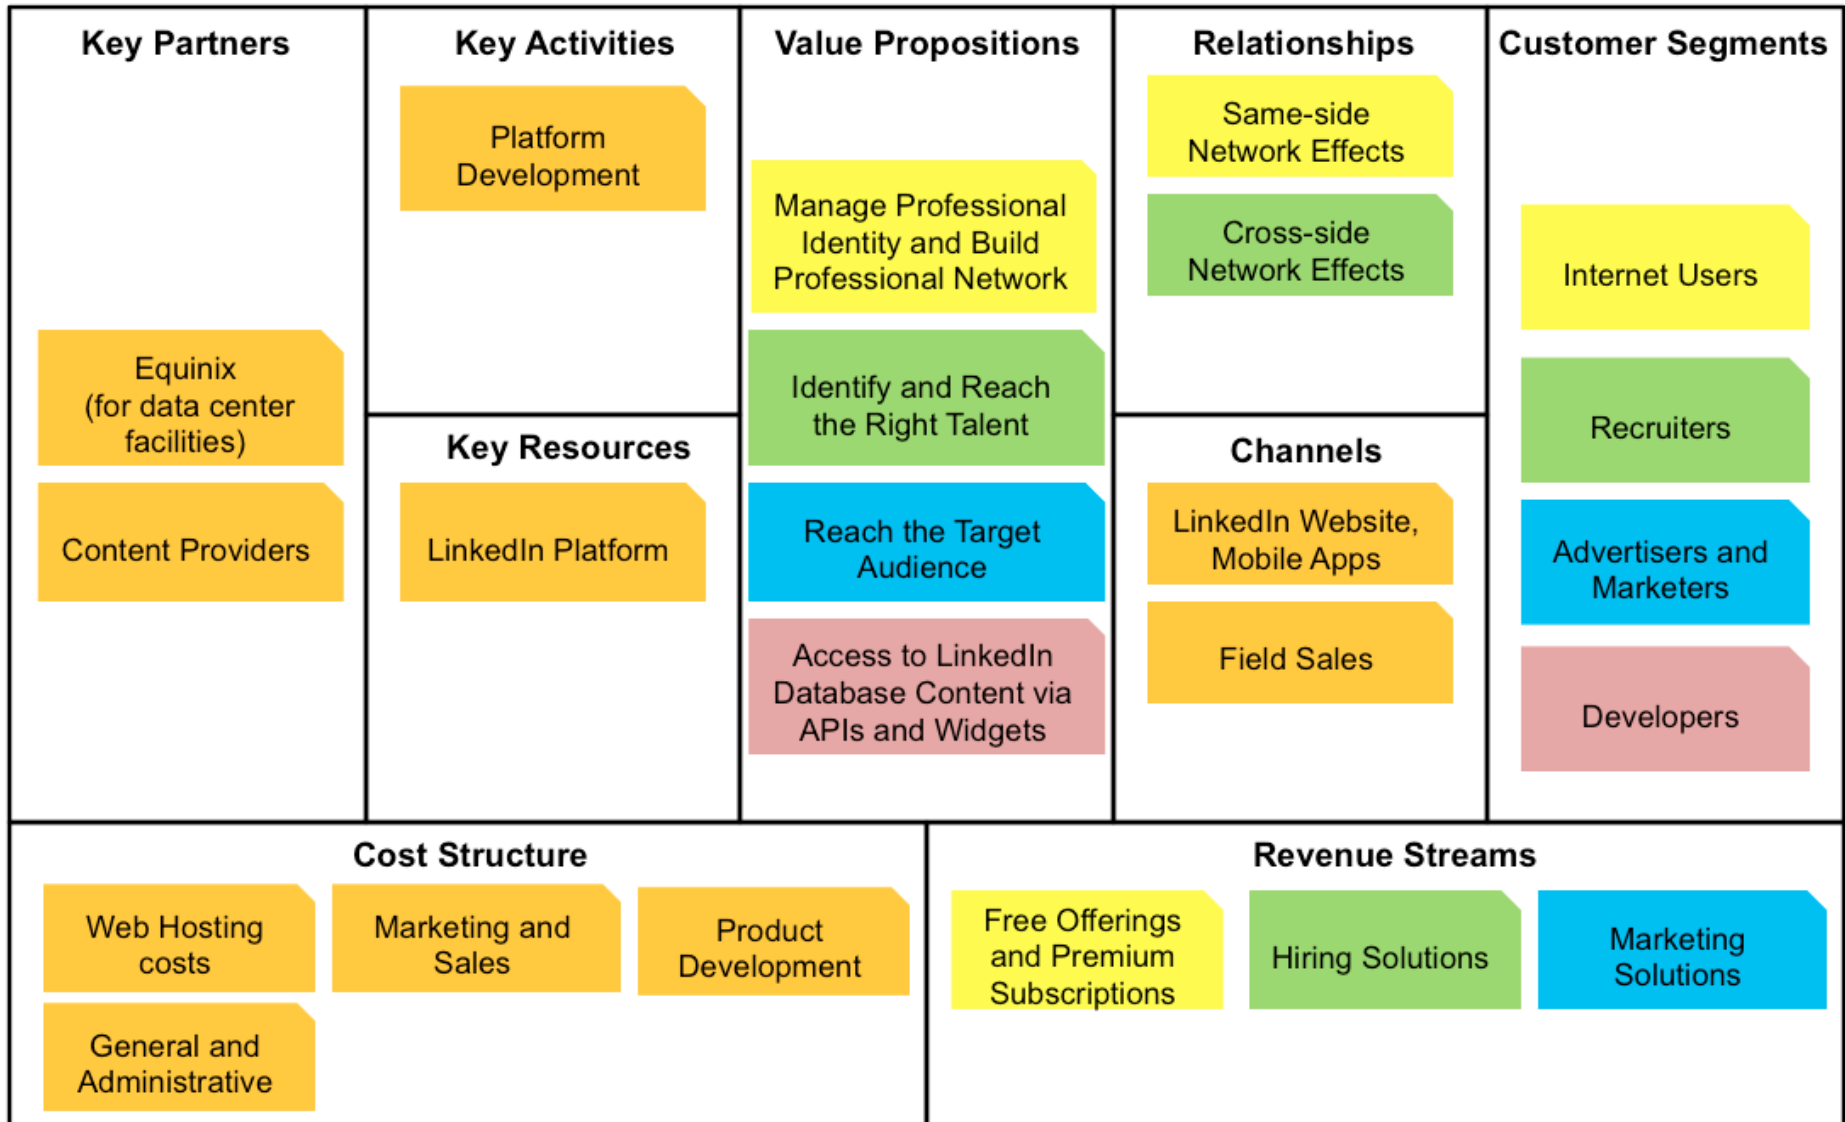 Key Partners
Equinix
(for data center
facilities)
Content Providers
Key Activities
Platform
Development
Key Resources
LinkedIn Platform
Value Propositions
Manage Professional
Identity and Build
Professional Network
Identify and Reach
the Right Talent
Reach the Target
Audience
Access to LinkedIn
Database Content via
APIs and Widgets
Relationships
Same-side
Network Effects
Cross-side
Network Effects
Channels
LinkedIn Website,
Mobile Apps
Field Sales
Customer Segments
Internet Users
Recruiters
Advertisers and
Marketers
Developers
Cost Structure
Web Hosting
costs
Marketing and
Sales
Product
Development
General and
Administrative
Revenue Streams
Free Offerings
and Premium
Subscriptions
Hiring Solutions
Marketing
Solutions